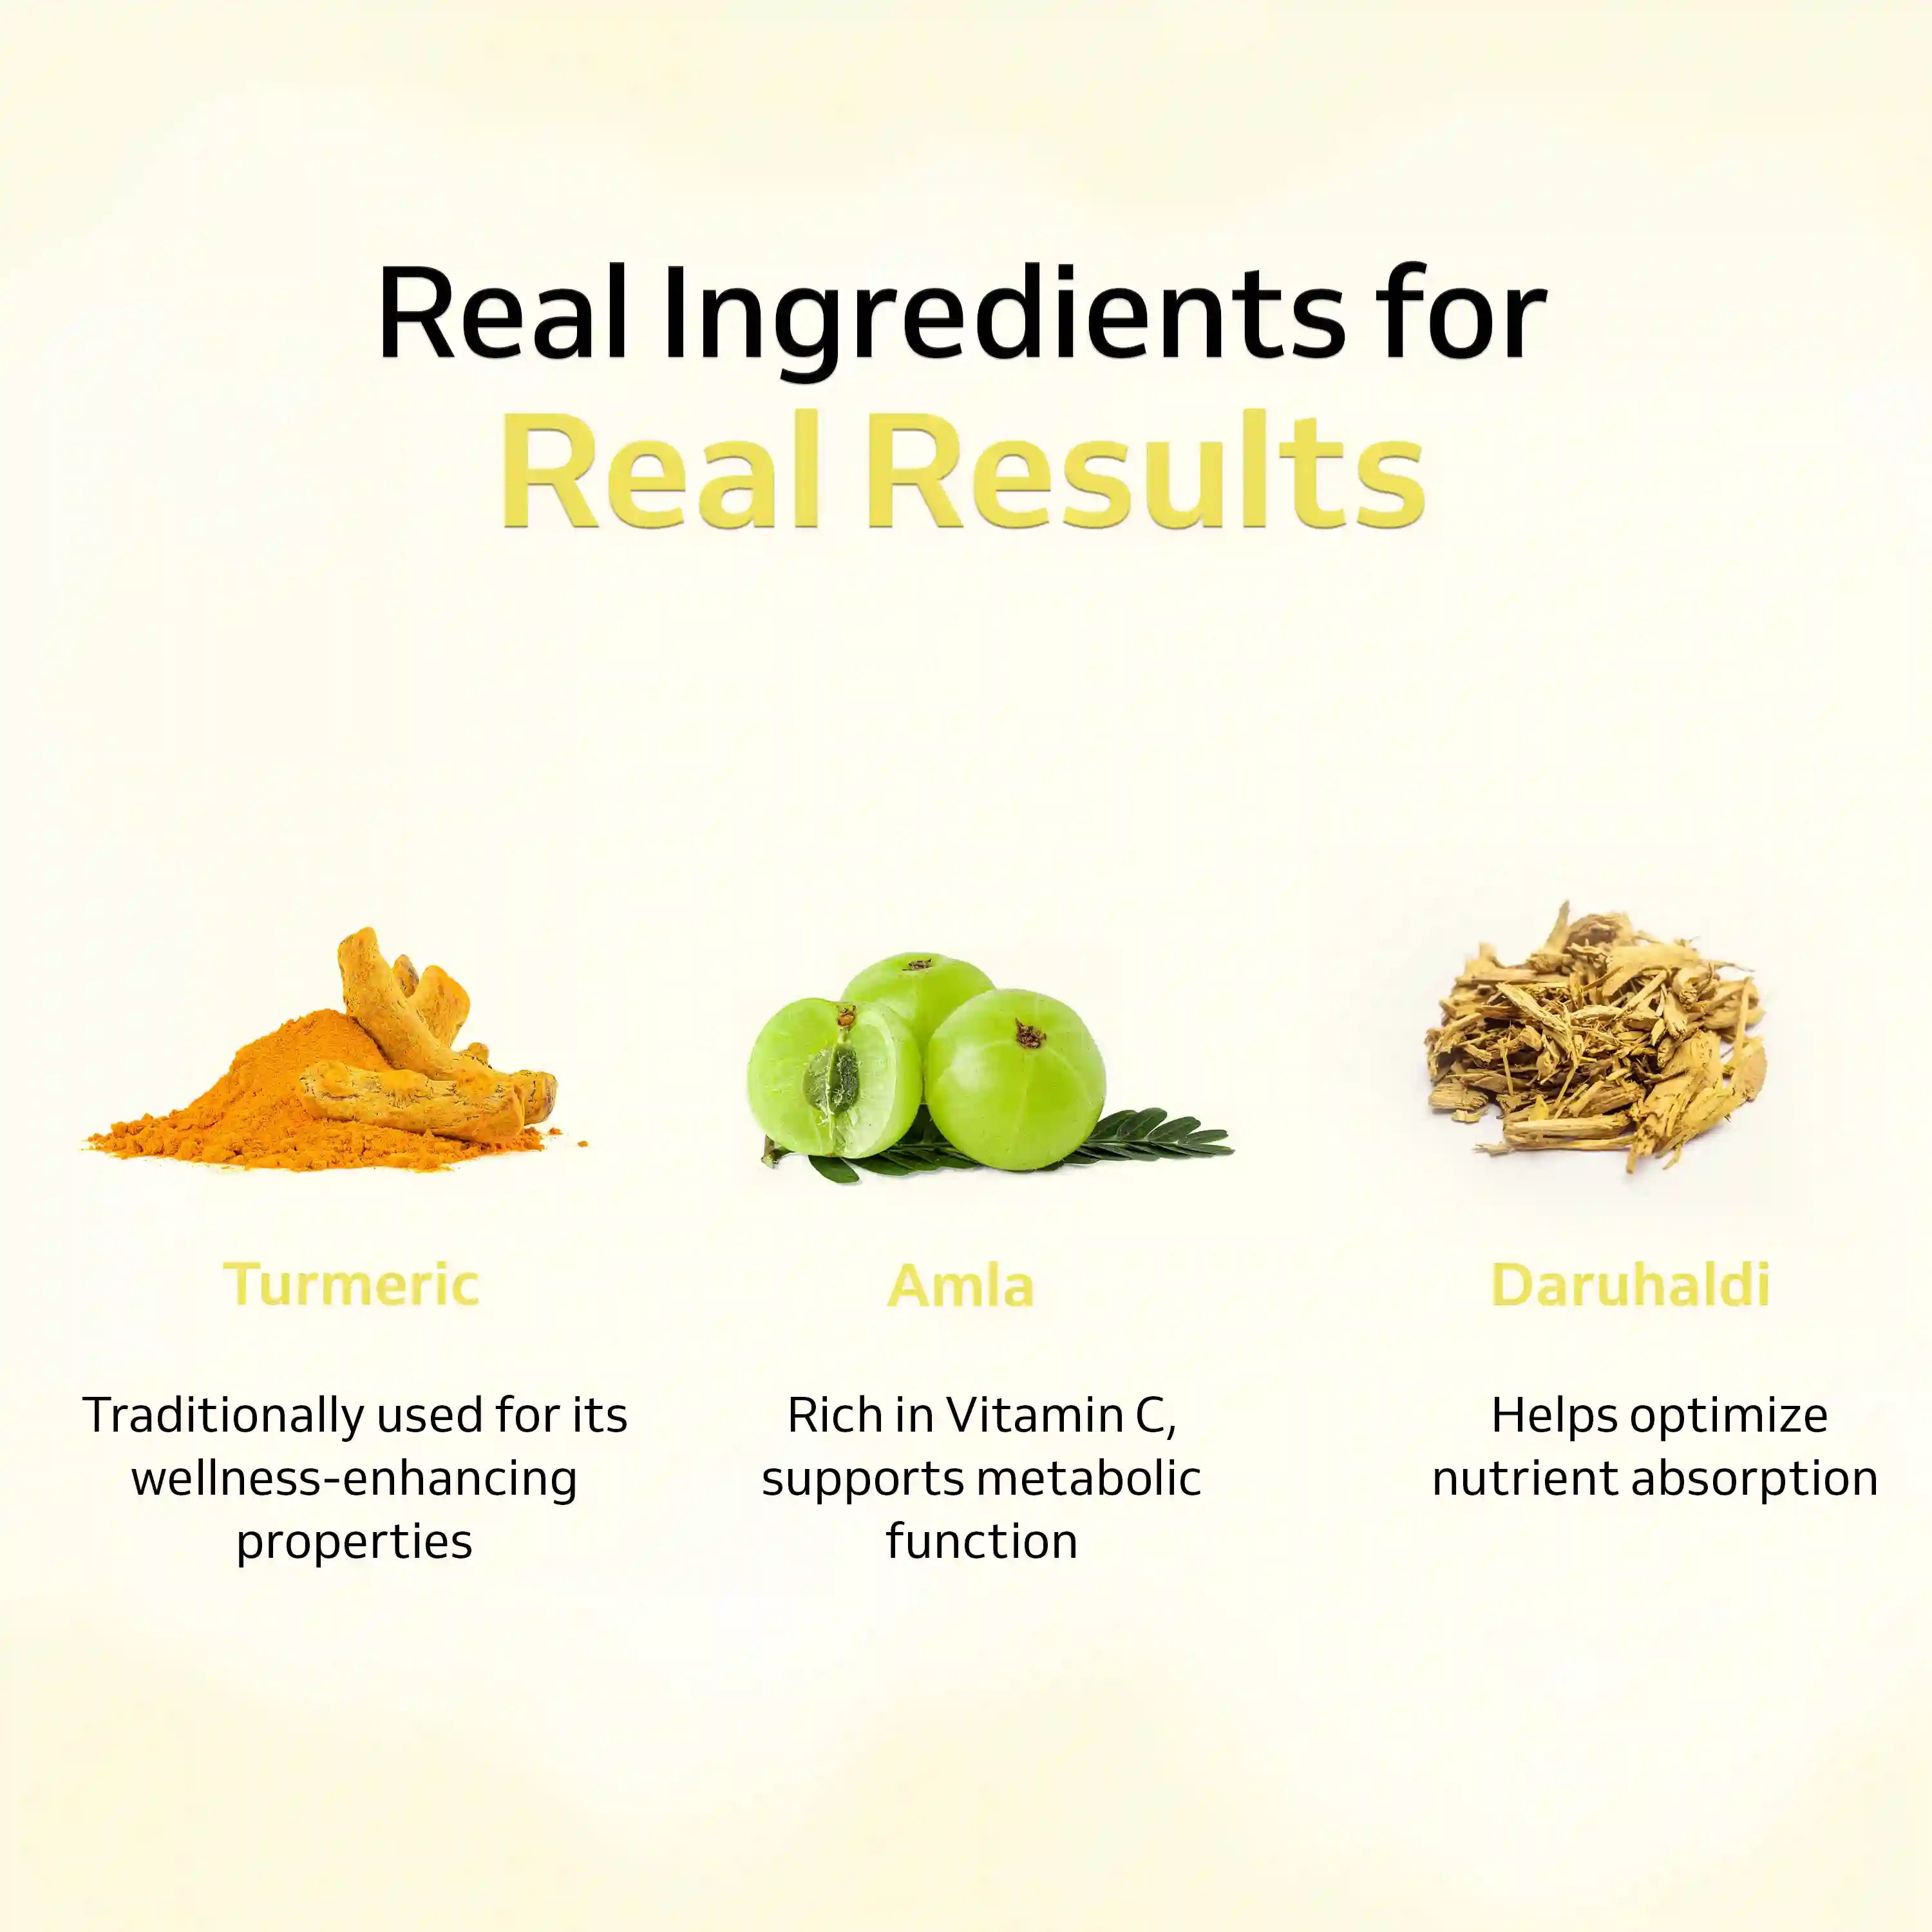 Real Ingredients for
Real Results
Turmeric
Traditionally used for its
wellness-enhancing
properties
Amla
Rich in Vitamin C,
supports metabolic
function
Daruhaldi
Helps optimize
nutrient absorption